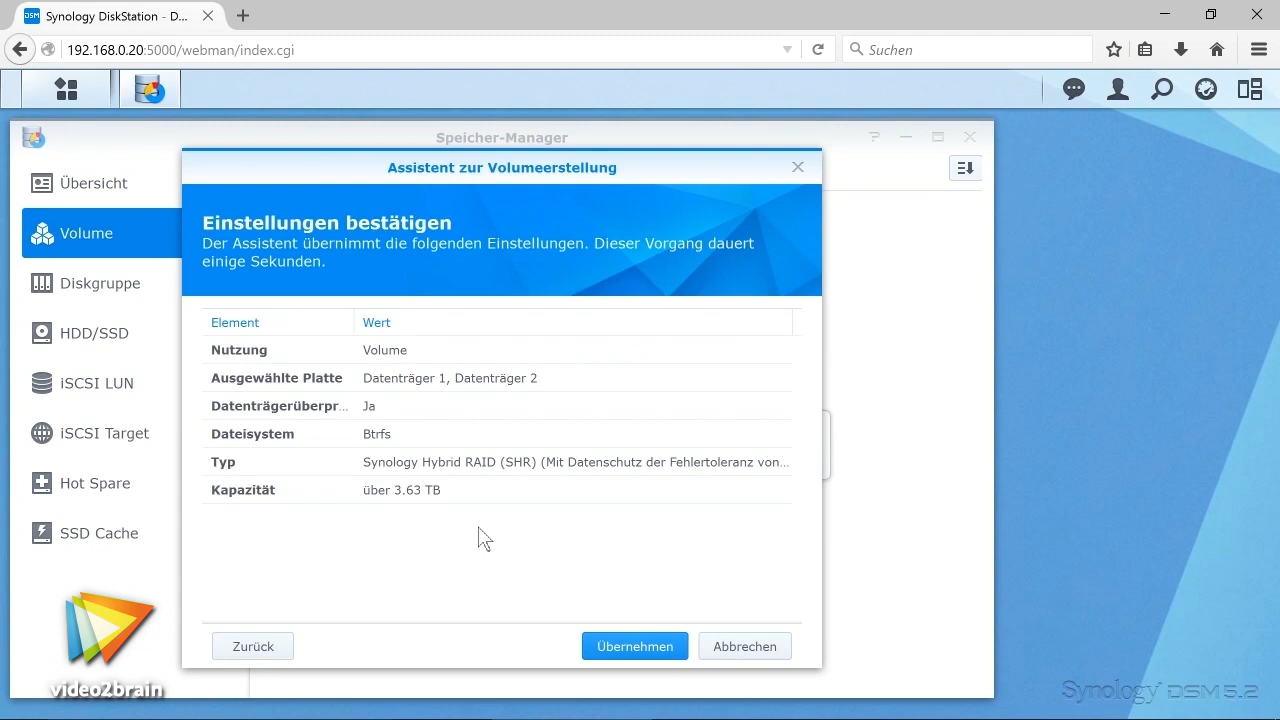 Synology DiskStation - D...
192.168.0.20:5000/webman/index.cgi
Suchen
Speicher-Manager
Übersicht
Volume
Diskgruppe
HDD/SSD
iSCSI LUN
iSCSI Target
Hot Spare
SSD Cache
Assistent zur Volumeerstellung
Einstellungen bestätigen
Der Assistent übernimmt die folgenden Einstellungen. Dieser Vorgang dauert
einige Sekunden.
Element Wert
Nutzung Volume
Ausgewählte Platte Datenträger 1, Datenträger 2
Datenträgerüberpr... Ja
Dateisystem Btrfs
Typ Synology Hybrid RAID (SHR) (Mit Datenschutz der Fehlertoleranz von...
Kapazität über 3.63 TB
Zurück Übernehmen Abbrechen
video2brain
Synology DSM 5.2